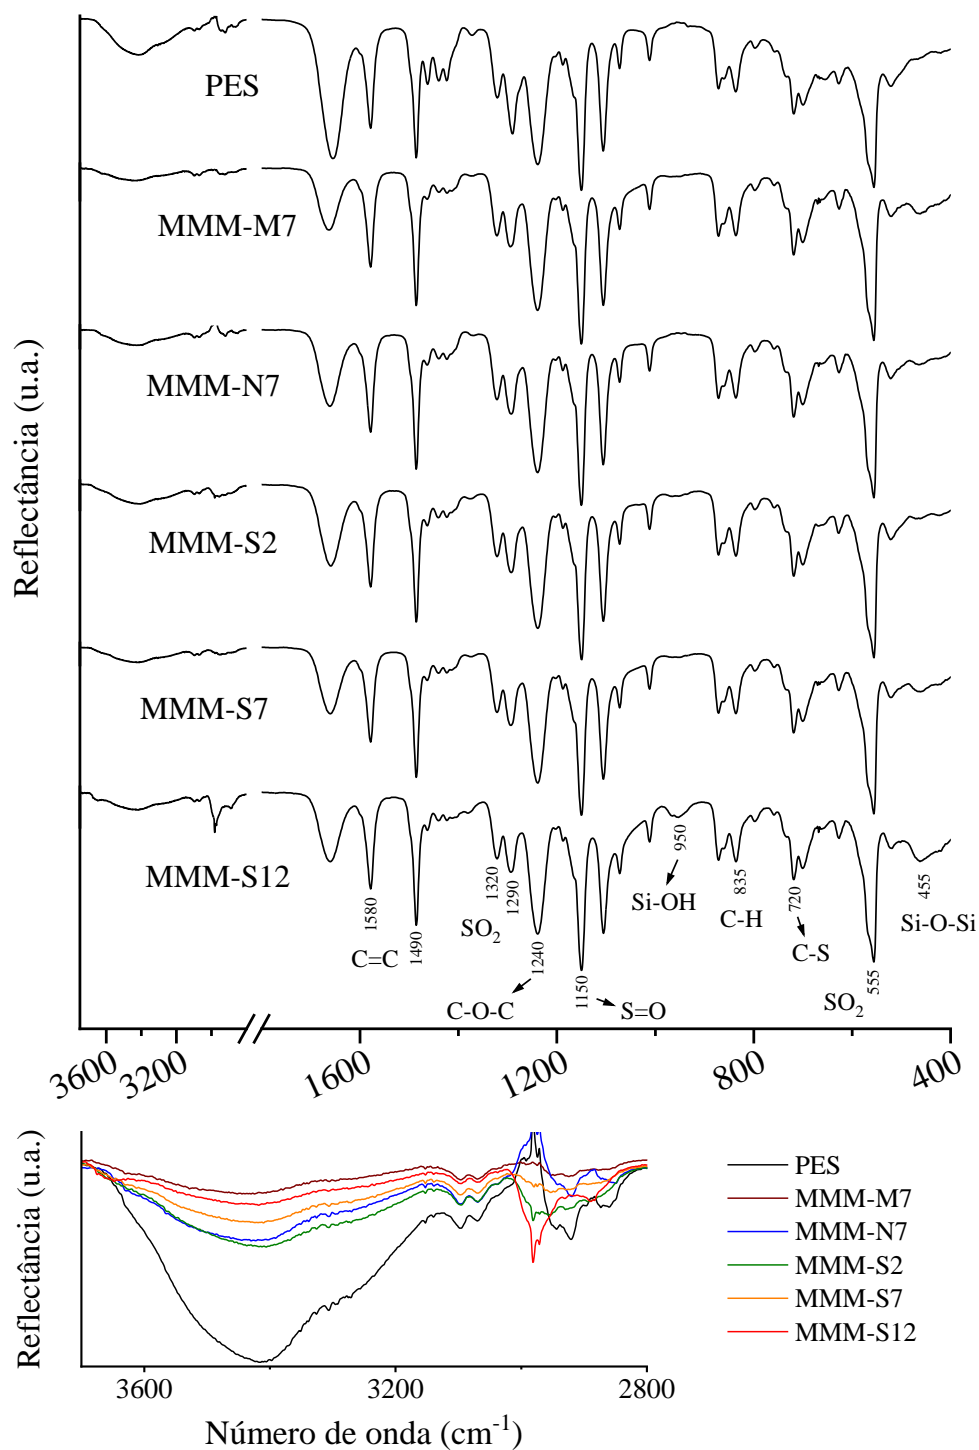 PES
MMM-M7
MMM-N7
MMM-S2
MMM-S7
MMM-S12
Reflectância (u.a.)
1580
C=C
1490
SO₂
1320
1290
C-O-C
1240
1150
S=O
Si-OH
950
C-H
835
720
C-S
SO₂
555
455
Si-O-Si
3600
3200
1600
1200
800
400
Reflectância (u.a.)
PES
MMM-M7
MMM-N7
MMM-S2
MMM-S7
MMM-S12
3600
3200
2800
Número de onda (cm⁻¹)